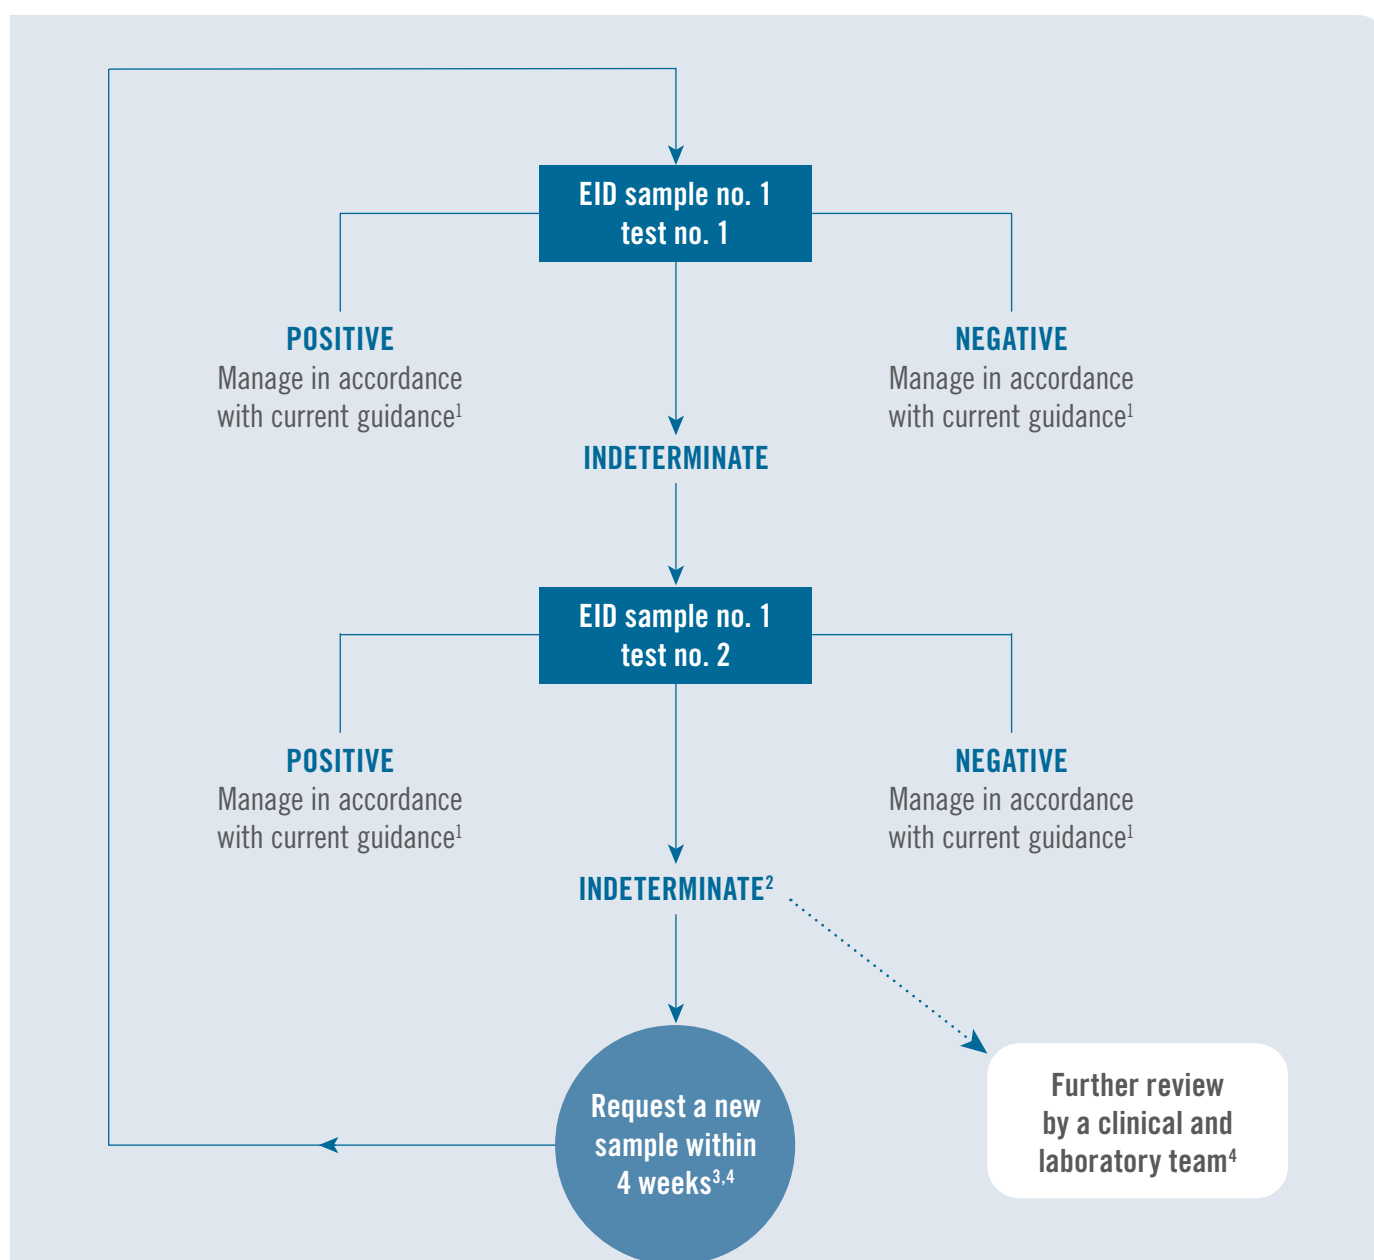 EID sample no. 1
test no. 1
POSITIVE
Manage in accordance
with current guidance¹
NEGATIVE
Manage in accordance
with current guidance¹
INDETERMINATE
EID sample no. 1
test no. 2
POSITIVE
Manage in accordance
with current guidance¹
NEGATIVE
Manage in accordance
with current guidance¹
INDETERMINATE²
Request a new
sample within
4 weeks³,⁴
Further review
by a clinical and
laboratory team⁴